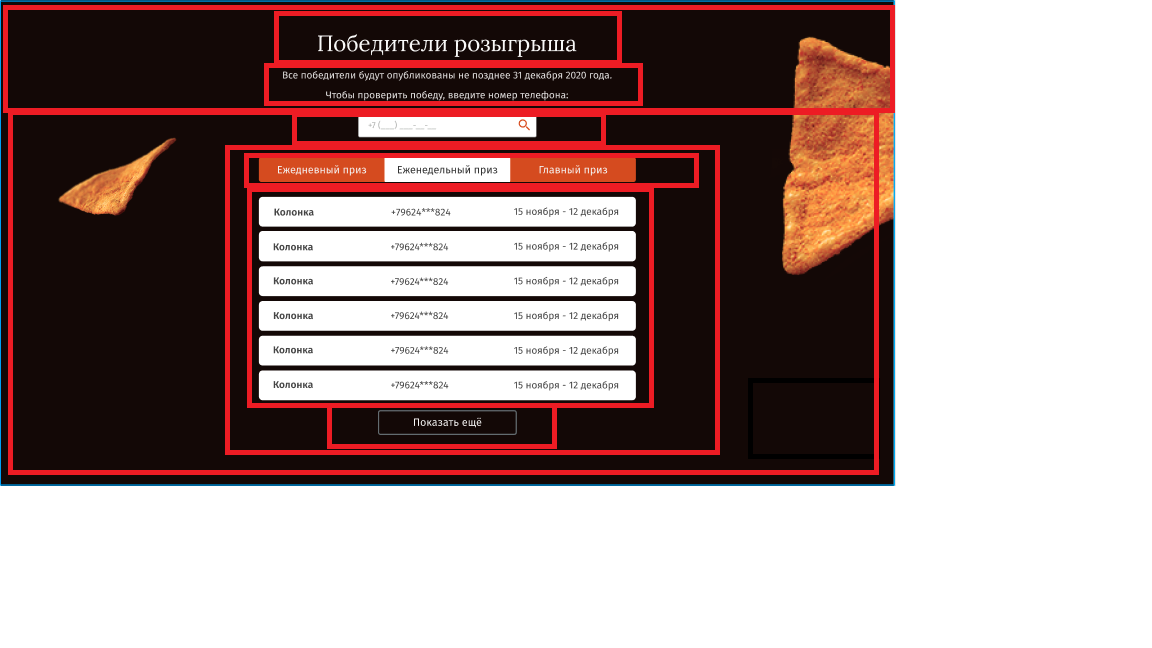 Победители розыгрыша
Все победители будут опубликованы не позднее 31 декабря 2020 года.
Чтобы проверить победу, введите номер телефона:
+7 (___) ___-__-__
Ежедневный приз Еженедельный приз Главный приз
Колонка +79624***824 15 ноября - 12 декабря
Колонка +79624***824 15 ноября - 12 декабря
Колонка +79624***824 15 ноября - 12 декабря
Колонка +79624***824 15 ноября - 12 декабря
Колонка +79624***824 15 ноября - 12 декабря
Колонка +79624***824 15 ноября - 12 декабря
Показать ещё